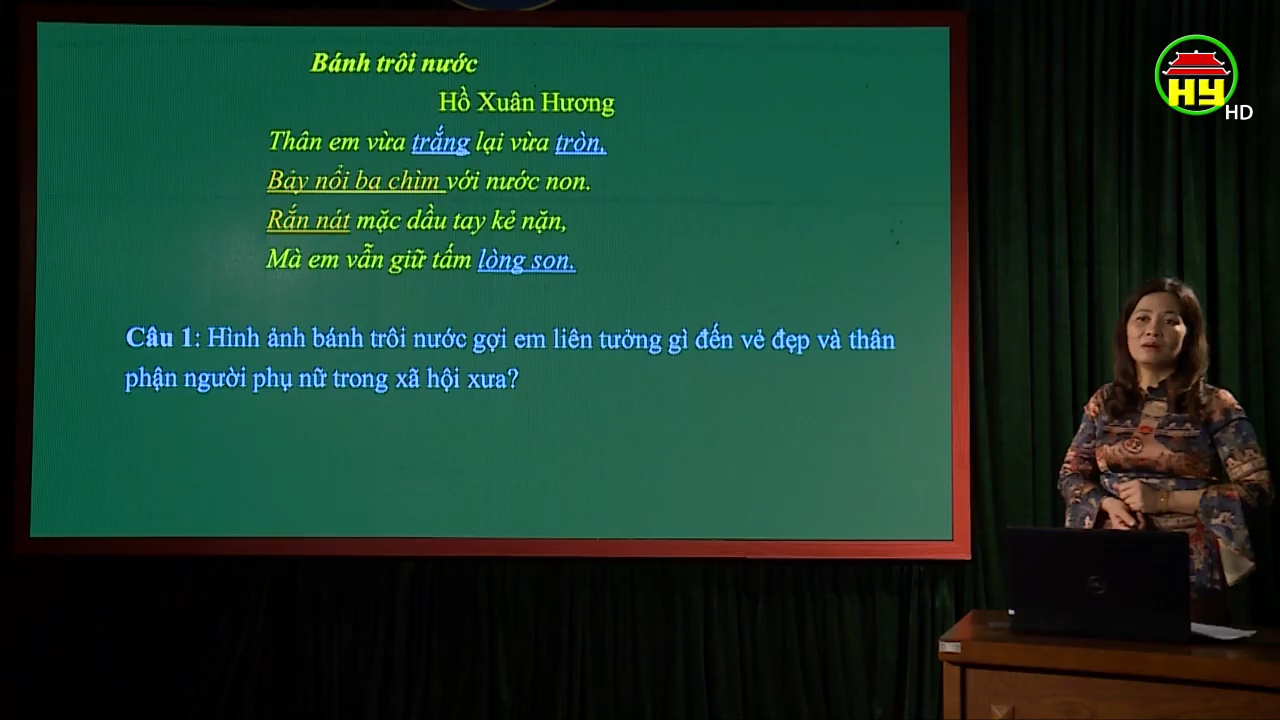 Bánh trôi nước
Hồ Xuân Hương
Thân em vừa trắng lại vừa tròn,
Bảy nổi ba chìm với nước non.
Rắn nát mặc dầu tay kẻ nặn,
Mà em vẫn giữ tấm lòng son.
Câu 1: Hình ảnh bánh trôi nước gợi em liên tưởng gì đến vẻ đẹp và thân
phận người phụ nữ trong xã hội xưa?
HY
HD